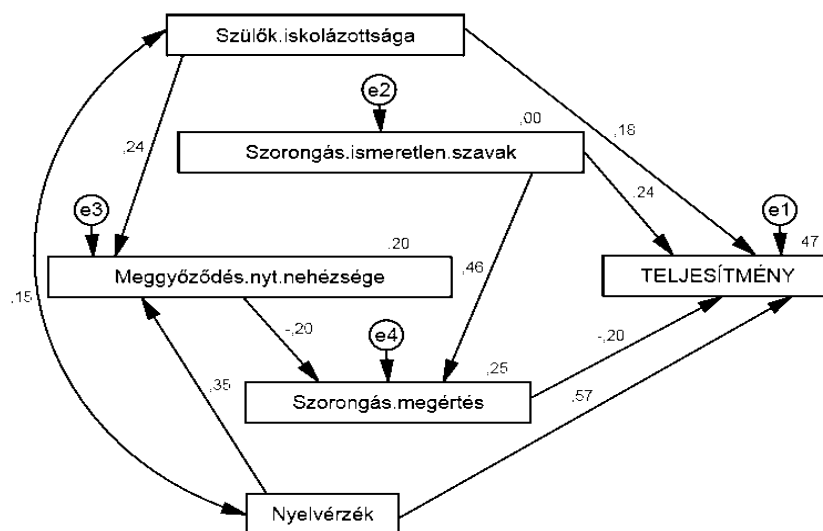 Szülők.iskolázottsága
e2
,00
,18
,24
Szorongás.ismeretlen.szavak
,24
e3
e1
,20
47
Meggyőződés.nyt.nehézsége
,46
TELJESÍTMÉNY
,15
-,20
e4
-,20
,25
,35
Szorongás.megértés
,57
Nyelvérzék